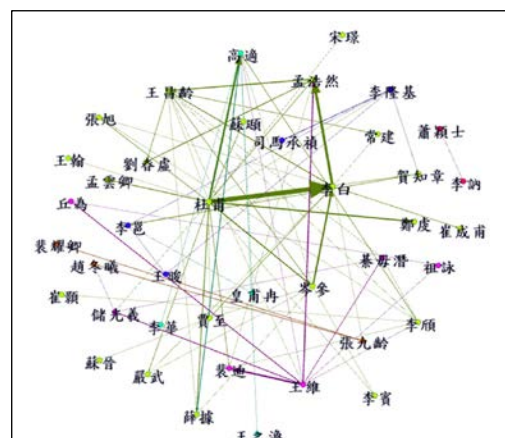 宋璟
高適
孟浩然
王昌齡
李隆基
蘇頲
張旭
司馬承禎
常建
蕭穎士
劉眘虛
王翰
孟雲卿
賀知章
李訥
李白
杜甫
丘為
李邕
鄭虔
崔成甫
裴耀卿
趙冬曦
綦毋潛
祖詠
王峻
皇甫冉
岑參
崔顥
儲光羲
李華
賈至
李頎
張九齡
蘇晉
嚴武
裴迪
王維
李賓
薛據
王之渙